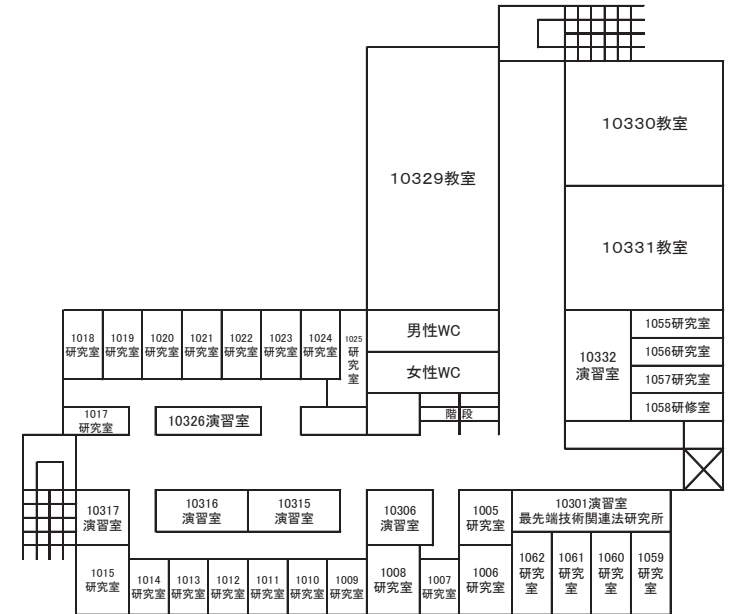 10330教室
10329教室
10331教室
1018
研究室
1019
研究室
1020
研究室
1021
研究室
1022
研究室
1023
研究室
1024
研究室
1025
研
究
室
男性WC
女性WC
10332
演習室
1055研究室
1056研究室
1057研究室
1058研修室
1017
研究室
10326演習室
階 段
10317
演習室
10316
演習室
10315
演習室
10306
演習室
1005
研究室
10301演習室
最先端技術関連法研究所
1015
研究室
1014
研究室
1013
研究室
1012
研究室
1011
研究室
1010
研究室
1009
研究室
1008
研究室
1007
研究室
1006
研究室
1062
研究
室
1061
研究
室
1060
研究
室
1059
研究
室